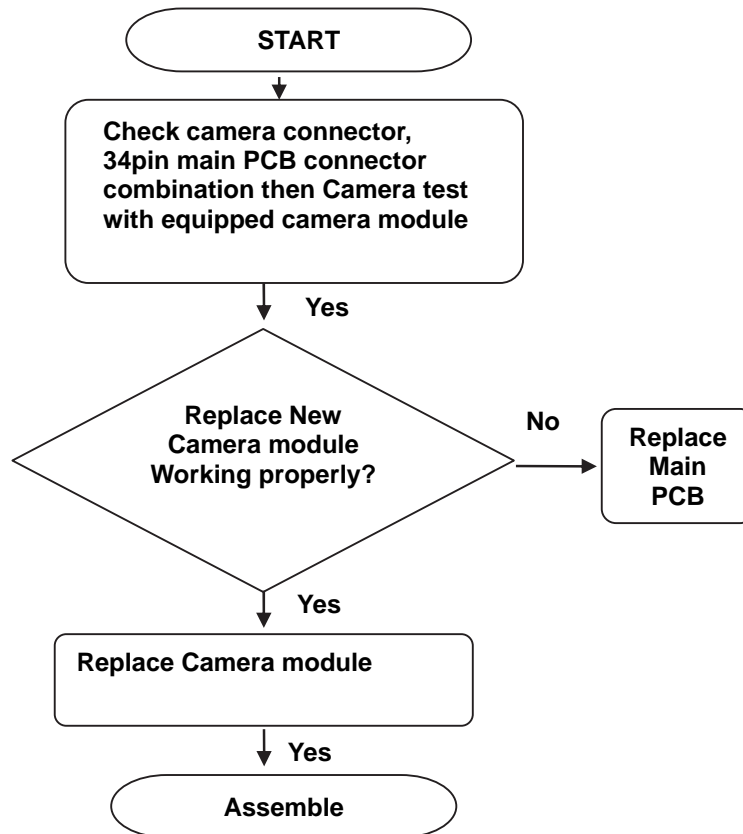 START
Check camera connector,
34pin main PCB connector
combination then Camera test
with equipped camera module
Yes
Replace New
Camera module
Working properly?
No
Replace
Main
PCB
Yes
Replace Camera module
Yes
Assemble